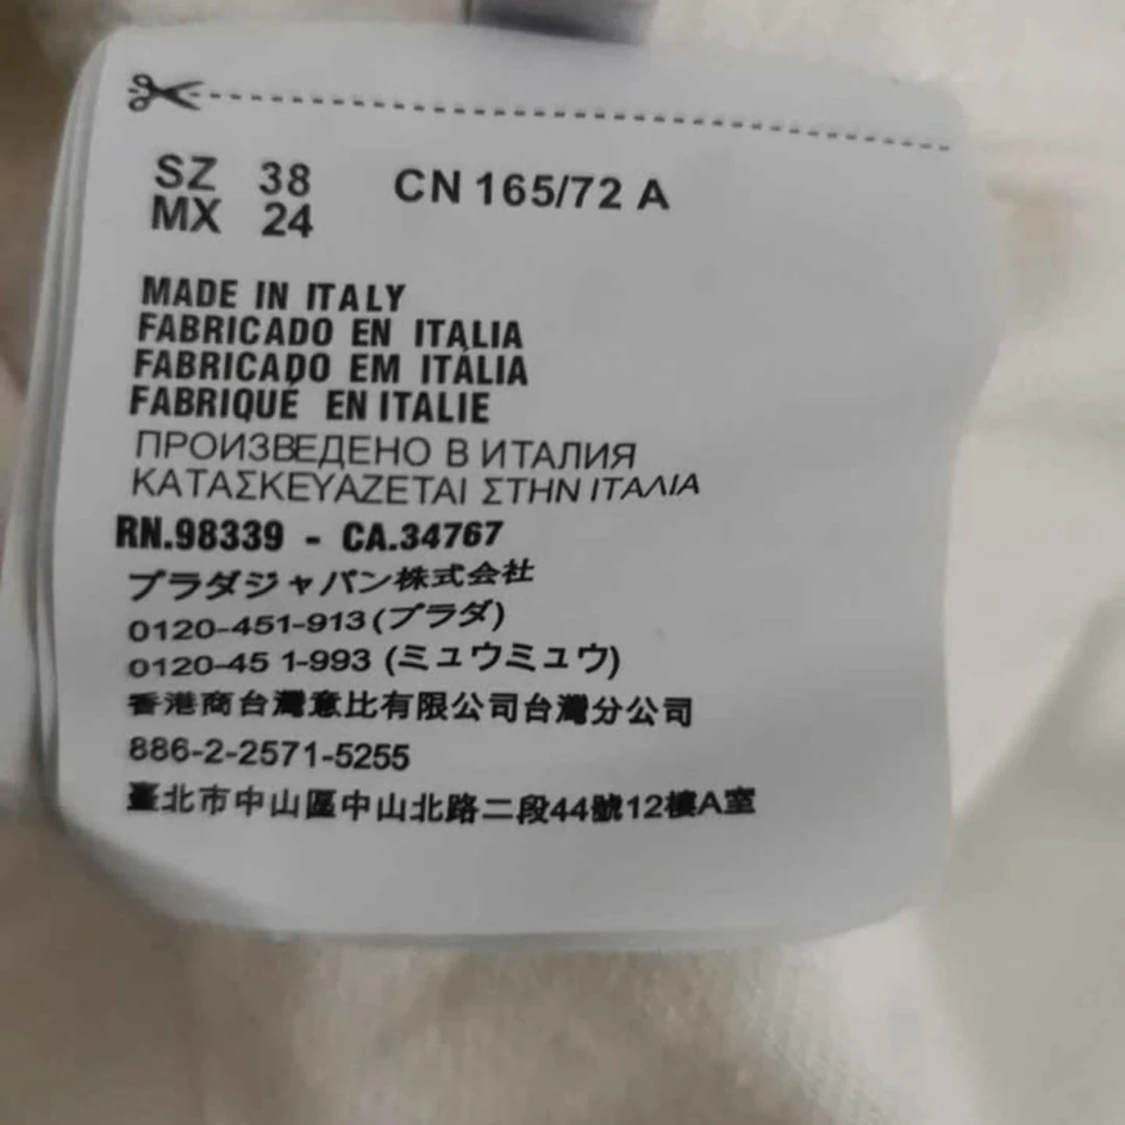 SZ 38 CN 165/72 A
MX 24
MADE IN ITALY
FABRICADO EN ITALIA
FABRICADO EM ITÁLIA
FABRIQUÉ EN ITALIE
ПРОИЗВЕДЕНО В ИТАЛИЯ
ΚΑΤΑΣΚΕΥΑΖΕΤΑΙ ΣΤΗΝ ΙΤΑΛΙΑ
RN.98339 - CA.34767
プラダジャパン株式会社
0120-451-913 (プラダ)
0120-45 1-993 (ミュウミュウ)
香港商台灣意比有限公司台灣分公司
886-2-2571-5255
臺北市中山區中山北路二段44號12樓A室